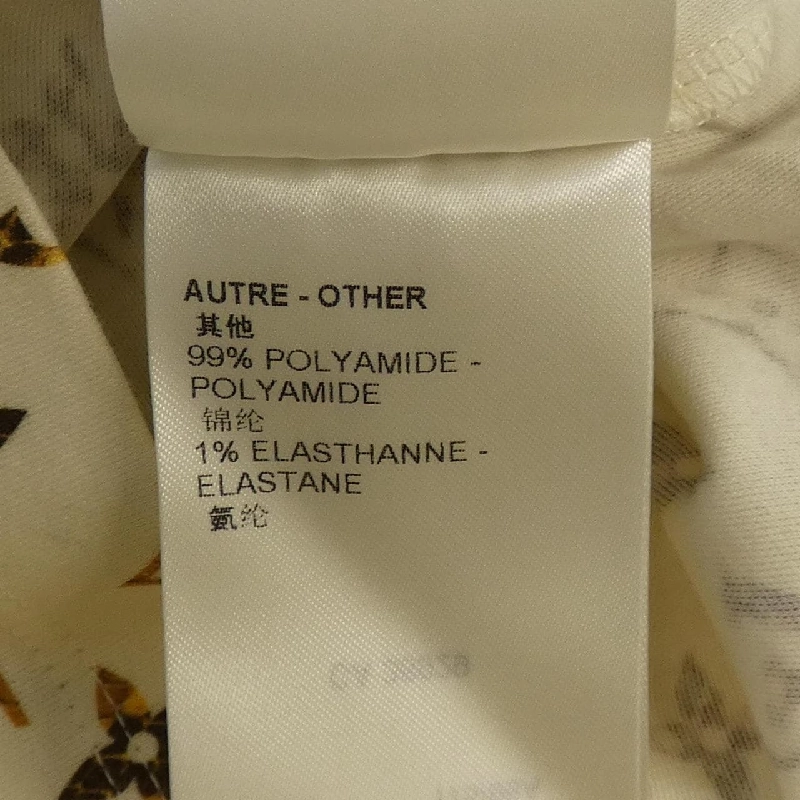 AUTRE - OTHER
其他
99% POLYAMIDE -
POLYAMIDE
锦纶
1% ELASTHANNE -
ELASTANE
氨纶